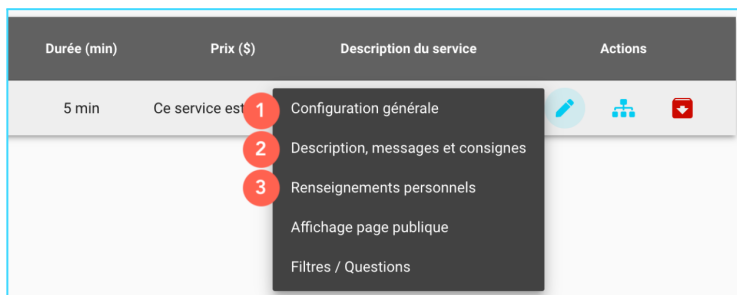 Durée (min) Prix ($) Description du service Actions
5 min Ce service est
1 Configuration générale
2 Description, messages et consignes
3 Renseignements personnels
Affichage page publique
Filtres / Questions